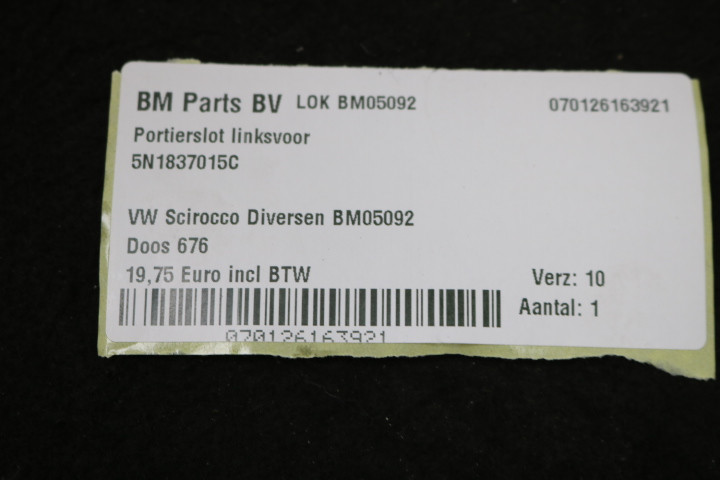 BM Parts BV LOK BM05092 070126163921
Portierslot linksvoor
5N1837015C
VW Scirocco Diversen BM05092
Doos 676
19,75 Euro incl BTW Verz: 10
Aantal: 1
070126163921